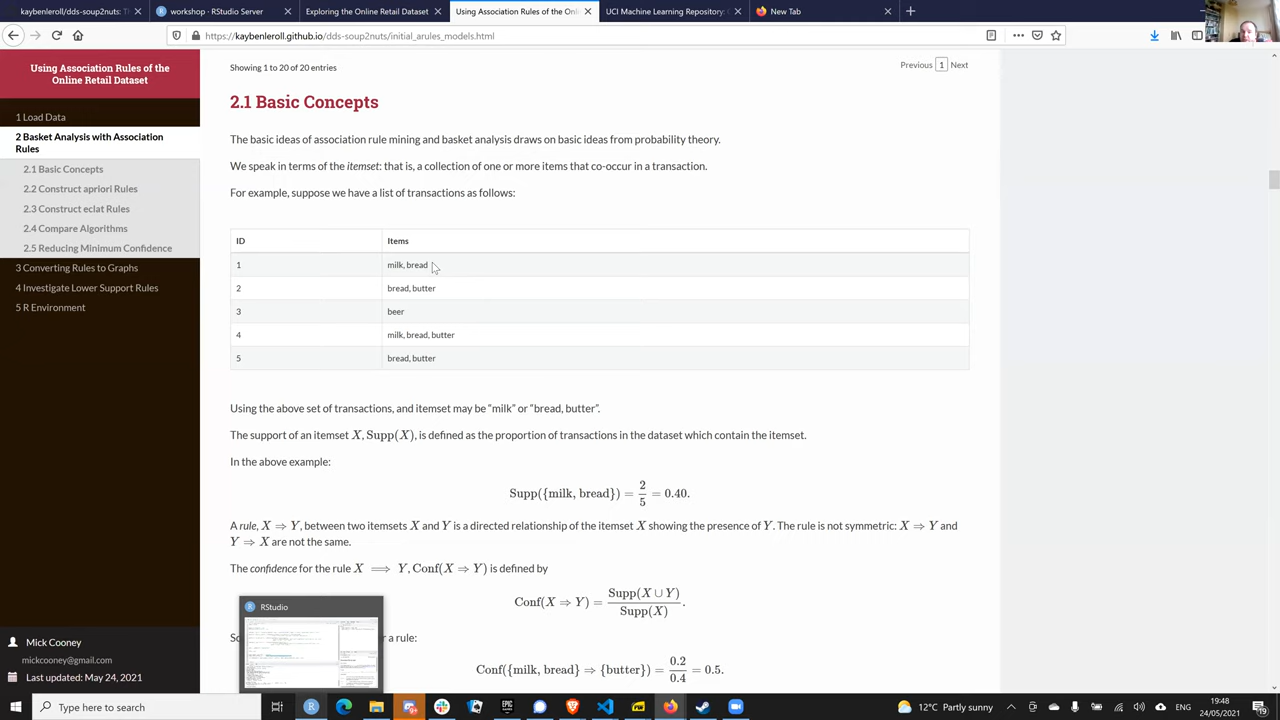 kaybenleroll/dds-soup2nuts:
workshop - RStudio Server
Exploring the Online Retail Dataset
Using Association Rules of the Onli
UCI Machine Learning Repository:
New Tab
https://kaybenleroll.github.io/dds-soup2nuts/initial_arules_models.html
Using Association Rules of the
Online Retail Dataset
1 Load Data
2 Basket Analysis with Association
Rules
2.1 Basic Concepts
2.2 Construct apriori Rules
2.3 Construct eclat Rules
2.4 Compare Algorithms
2.5 Reducing Minimum Confidence
3 Converting Rules to Graphs
4 Investigate Lower Support Rules
5 R Environment
Mick Cooney
mickcooney@gmail.com
Last updated: May 24, 2021
Showing 1 to 20 of 20 entries
Previous 1 Next
2.1 Basic Concepts
The basic ideas of association rule mining and basket analysis draws on basic ideas from probability theory.
We speak in terms of the itemset: that is, a collection of one or more items that co-occur in a transaction.
For example, suppose we have a list of transactions as follows:
ID Items
1 milk, bread
2 bread, butter
3 beer
4 milk, bread, butter
5 bread, butter
Using the above set of transactions, and itemset may be “milk” or “bread, butter”.
The support of an itemset X, Supp(X), is defined as the proportion of transactions in the dataset which contain the itemset.
In the above example:
Supp({milk, bread}) = 2/5 = 0.40.
A rule, X ⇒ Y, between two itemsets X and Y is a directed relationship of the itemset X showing the presence of Y. The rule is not symmetric: X ⇒ Y and
Y ⇒ X are not the same.
The confidence for the rule X ⟹ Y, Conf(X ⇒ Y) is defined by
Conf(X ⇒ Y) = Supp(X ∪ Y)/Supp(X).
a rule:
Conf({milk, bread} ⇒ {butter}) = 0.2/0.4 = 0.5.
RStudio
Type here to search
12°C Partly sunny
19:48
24/05/2021